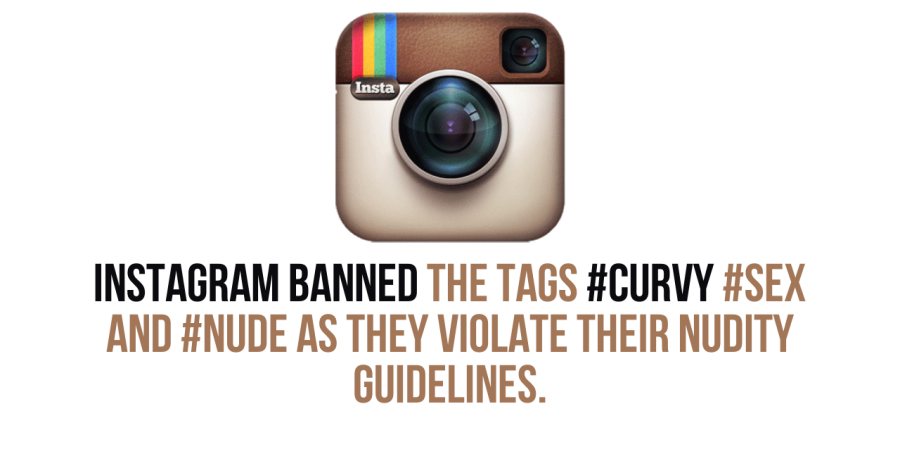 Insta
INSTAGRAM BANNED THE TAGS #CURVY #SEX
AND #NUDE AS THEY VIOLATE THEIR NUDITY
GUIDELINES.